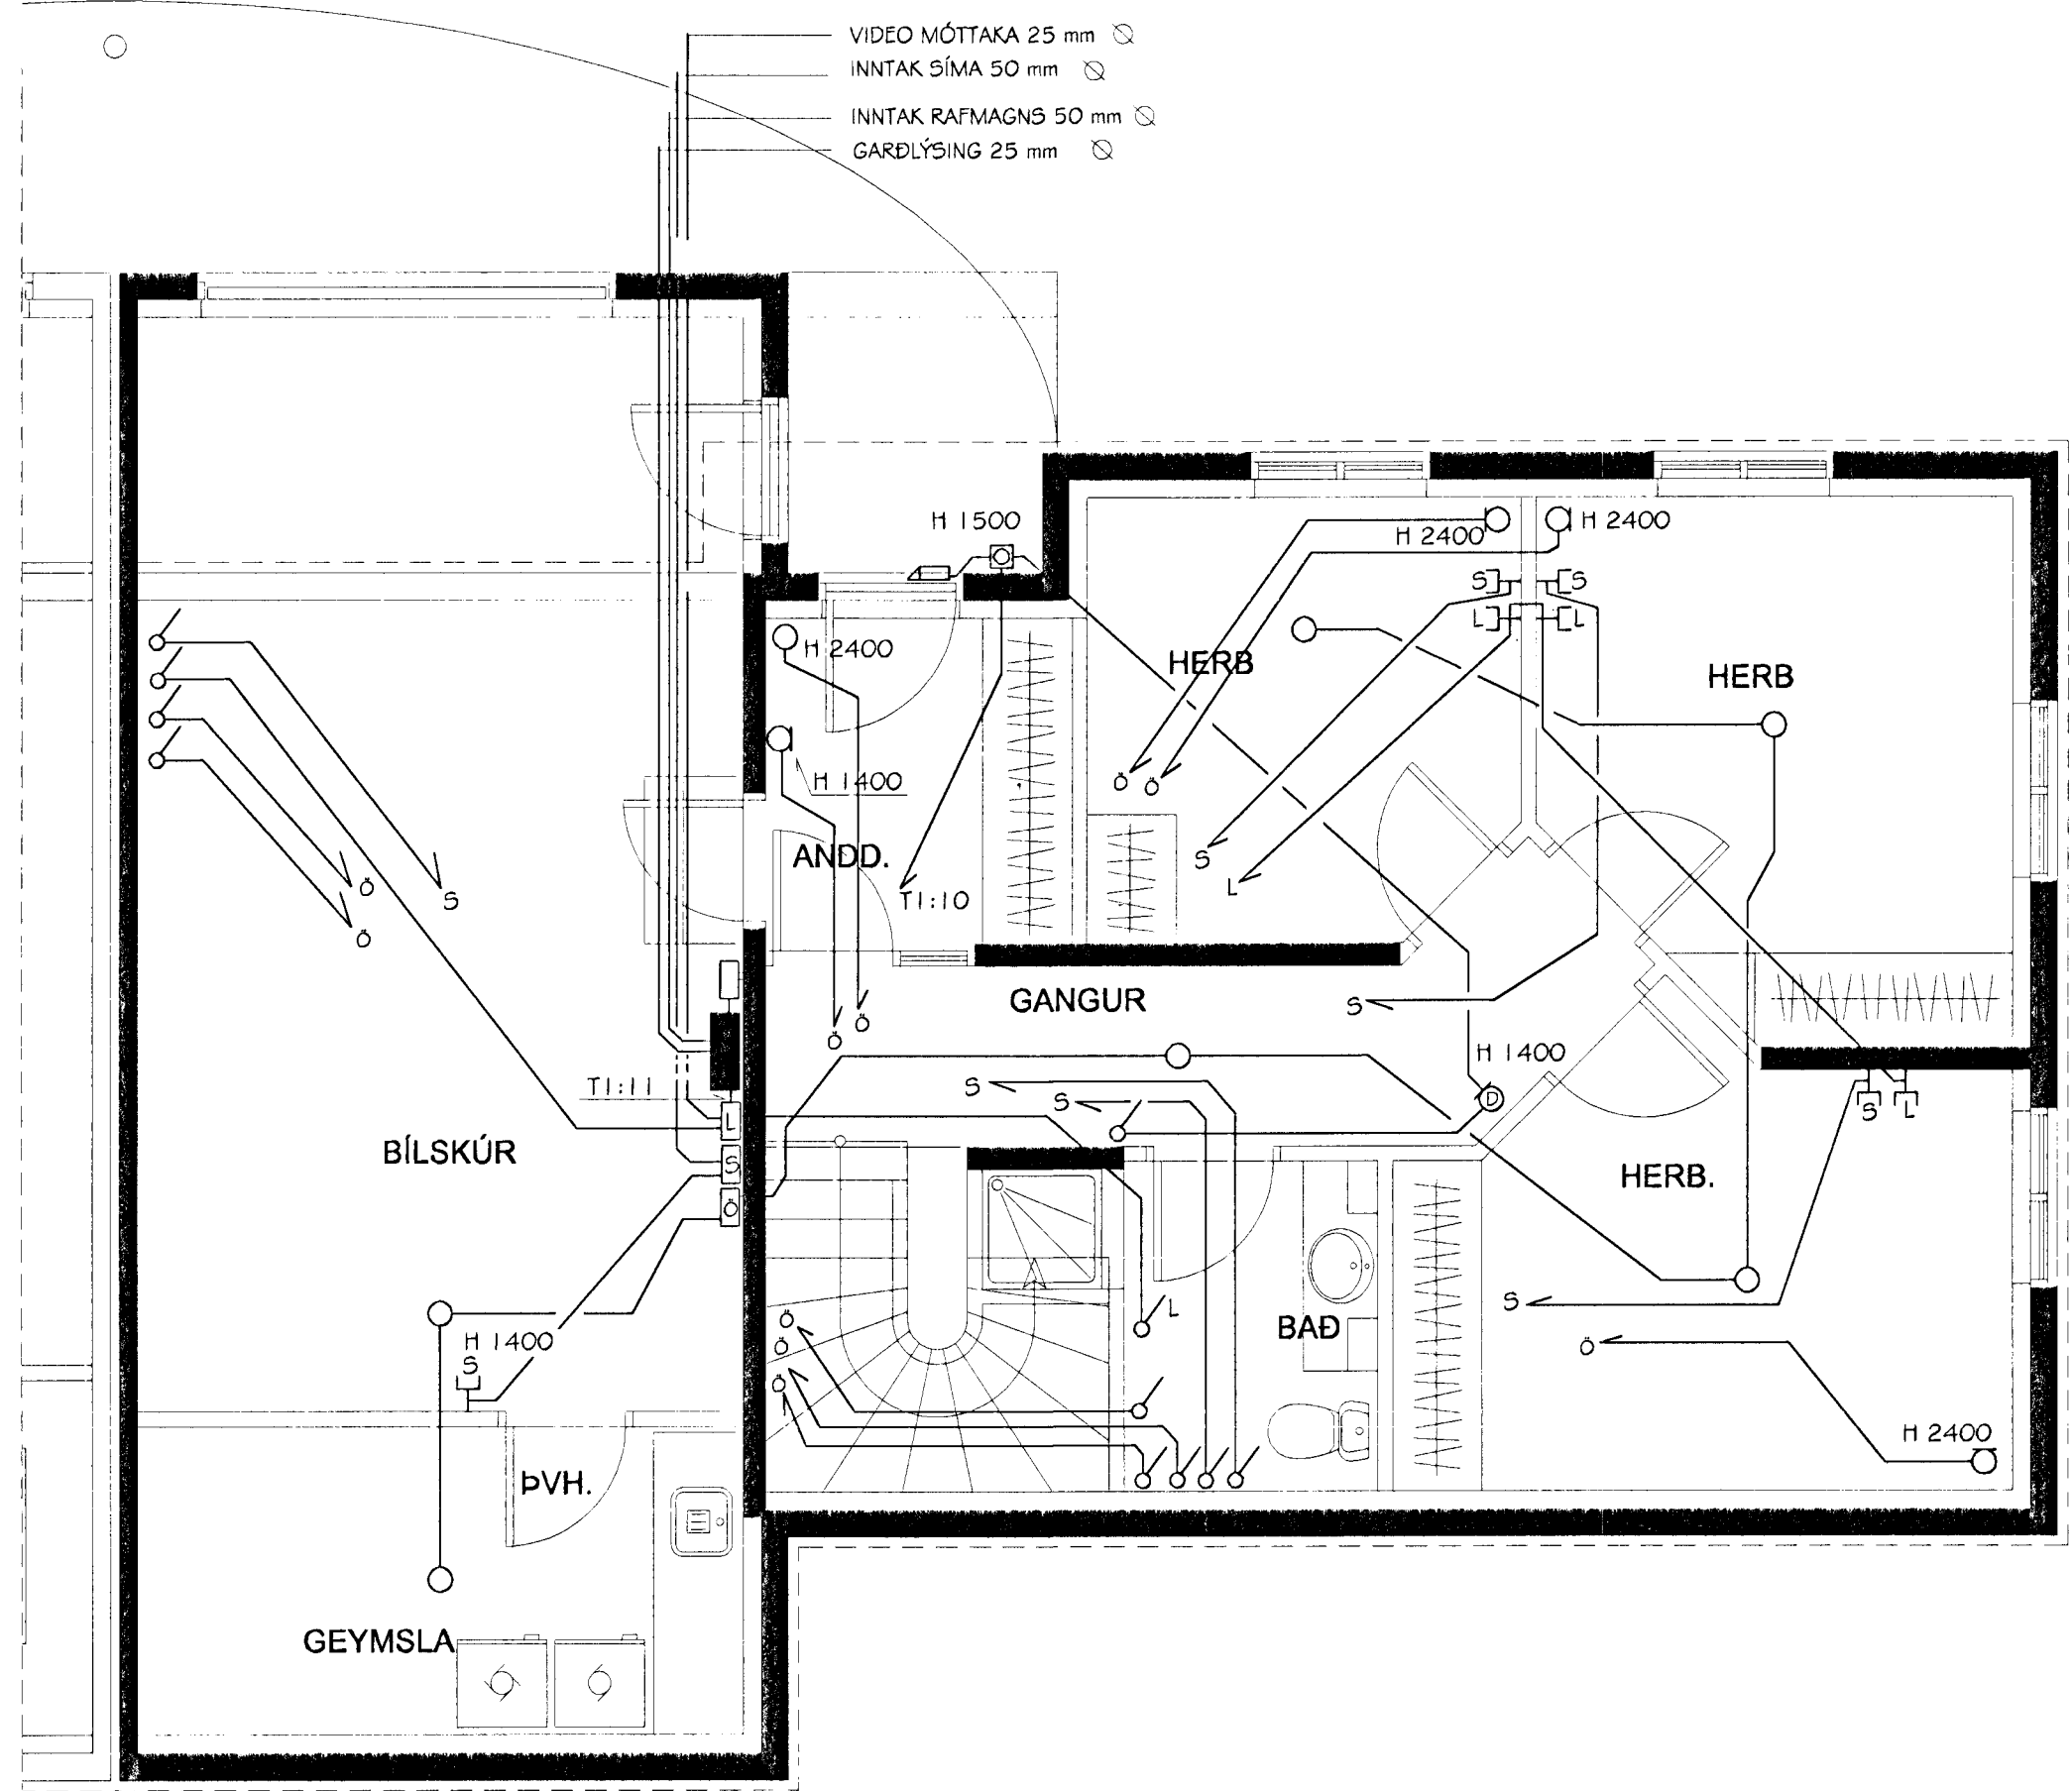 VIDEO MÓTTAKA 25 mm
INNTAK SÍMA 50 mm
INNTAK RAFMAGNS 50 mm
GARÐLÝSING 25 mm
H 1500
H 2400
H 2400
S
S
L
L
H 2400
HERB
HERB
H 1400
Ö
Ö
ANDD.
S
L
T1:10
Ö
S
Ö
GANGUR
S
Ö
Ö
H 1400
T1:11
S
S
D
L
S
L
BÍLSKÚR
S
HERB.
Ö
L
S
BAÐ
Ö
Ö
Ö
H 1400
S
Ö
H 2400
ÞVH.
GEYMSLA